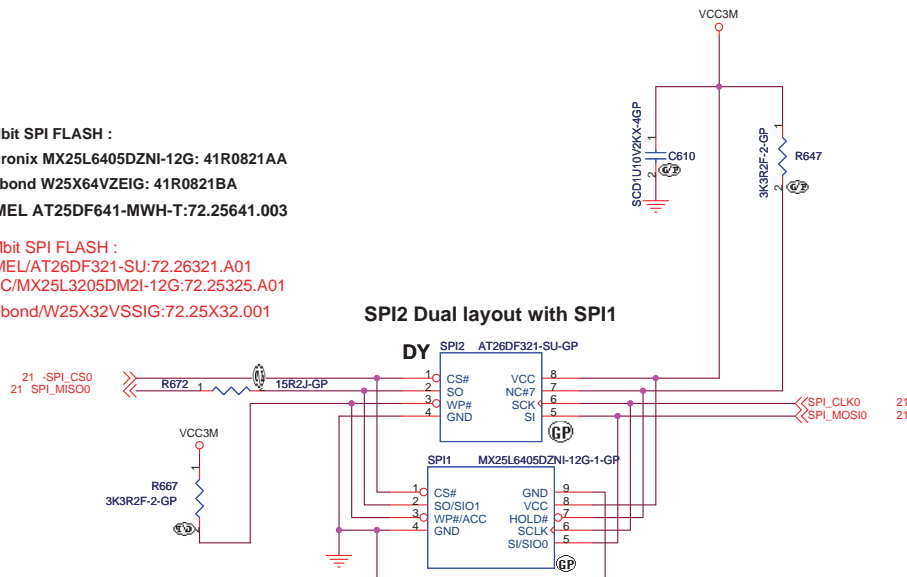 VCC3M
bit SPI FLASH :
ronix MX25L6405DZNI-12G: 41R0821AA
bond W25X64VZEIG: 41R0821BA
MEL AT25DF641-MWH-T:72.25641.003
Mbit SPI FLASH :
MEL/AT26DF321-SU:72.26321.A01
C/MX25L3205DM2I-12G:72.25325.A01
bond/W25X32VSSIG:72.25X32.001
SCD1U10V2KX-4GP
1
C610
2
G/P
3K3R2F-2-GP
1
R647
2
G/P
SPI2 Dual layout with SPI1
DY
SPI2 AT26DF321-SU-GP
21 -SPI_CS0
21 SPI_MISO0
R672 1
15R2J-GP
1 CS# VCC 8
2 SO NC#7 7
3 WP# SCK 6
4 GND SI 5
GP
SPI_CLK0 21
SPI_MOSI0 21
VCC3M
1
R667
3K3R2F-2-GP
2
SPI1 MX25L6405DZNI-12G-1-GP
1 CS# GND 9
2 SO/SIO1 VCC 8
3 WP#/ACC HOLD# 7
4 GND SCLK 6
SI/SIO0 5
GP